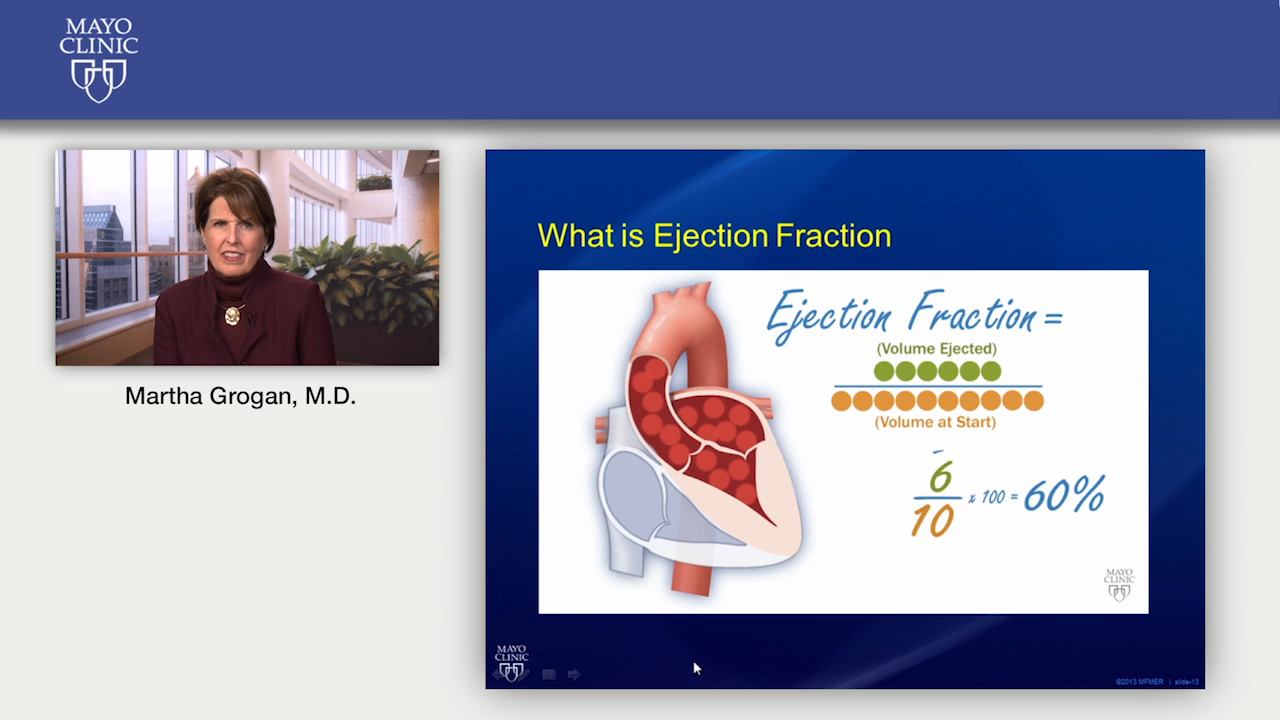 MAYO
CLINIC
Martha Grogan, M.D.
What is Ejection Fraction
Ejection Fraction =
(Volume Ejected)
(Volume at Start)
6
10
x 100 = 60%
MAYO
CLINIC
MAYO
CLINIC
©2013 MFMER | slide-13